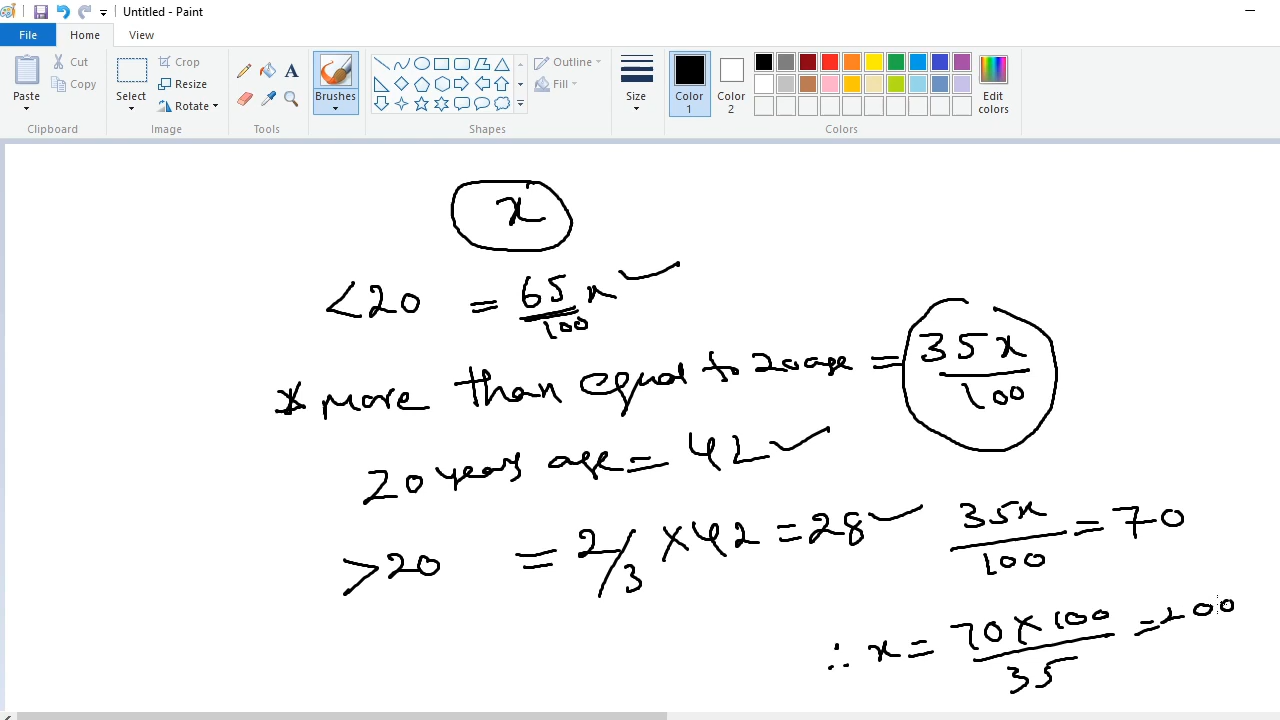 Untitled - Paint
File Home View
Paste Cut Copy Select Crop Resize Rotate A Brushes Outline Fill Size Color 1 Color 2 Edit colors
Clipboard Image Tools Shapes Colors
x
<20 = 65/100 x
* more than equal to 20 age = 35x/100
20 years age = 42
>20 = 2/3 × 42 = 28
35x/100 = 70
∴ x = 70 × 100/35 = 200